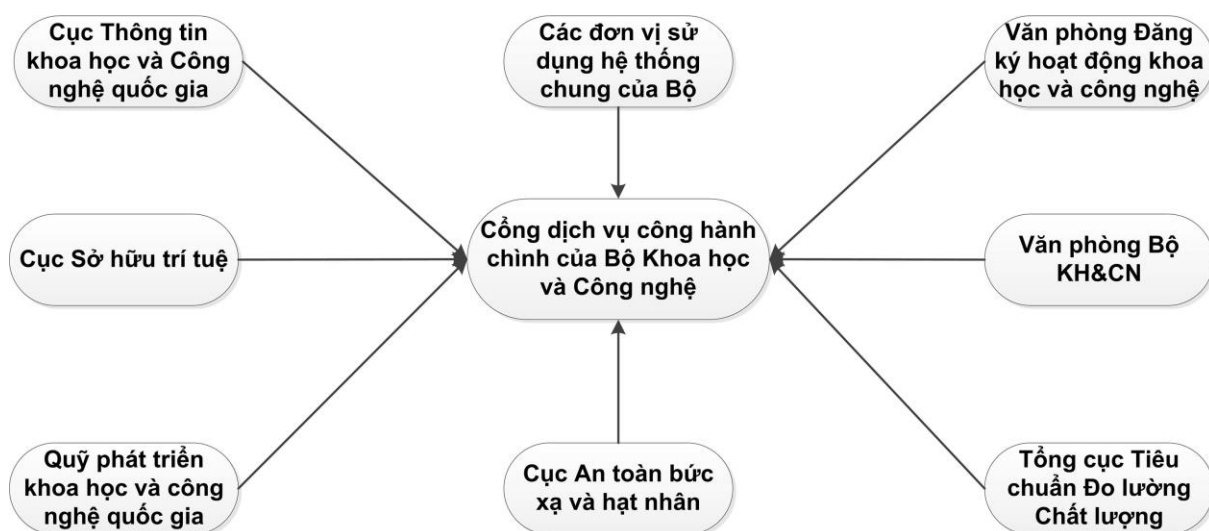 Cục Thông tin
khoa học và Công
nghệ quốc gia
Các đơn vị sử
dụng hệ thống
chung của Bộ
Văn phòng Đăng
ký hoạt động khoa
học và công nghệ
Cục Sở hữu trí tuệ
Cổng dịch vụ công hành
chình của Bộ Khoa học
và Công nghệ
Văn phòng Bộ
KH&CN
Quỹ phát triển
khoa học và công
nghệ quốc gia
Cục An toàn bức
xạ và hạt nhân
Tổng cục Tiêu
chuẩn Đo lường
Chất lượng